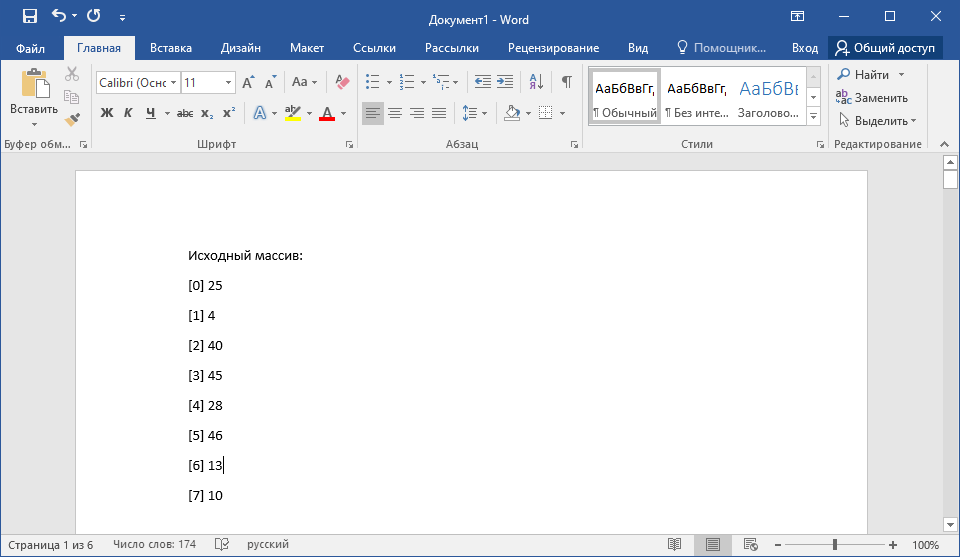 Документ1 - Word
Файл Главная Вставка Дизайн Макет Ссылки Рассылки Рецензирование Вид Помощник... Вход Общий доступ
Вставить
Буфер обм...
Calibri (Оснс 11
Aa
Ж К Ч abc x₂ x²
A
Шрифт
А Я
Абзац
АаБбВвГг, АаБбВвГг, АаБбВв
¶ Обычный ¶ Без инте... Заголово...
Стили
Найти
Заменить
Выделить
Редактирование
Исходный массив:
[0] 25
[1] 4
[2] 40
[3] 45
[4] 28
[5] 46
[6] 13
[7] 10
Страница 1 из 6 Число слов: 174 русский 100%